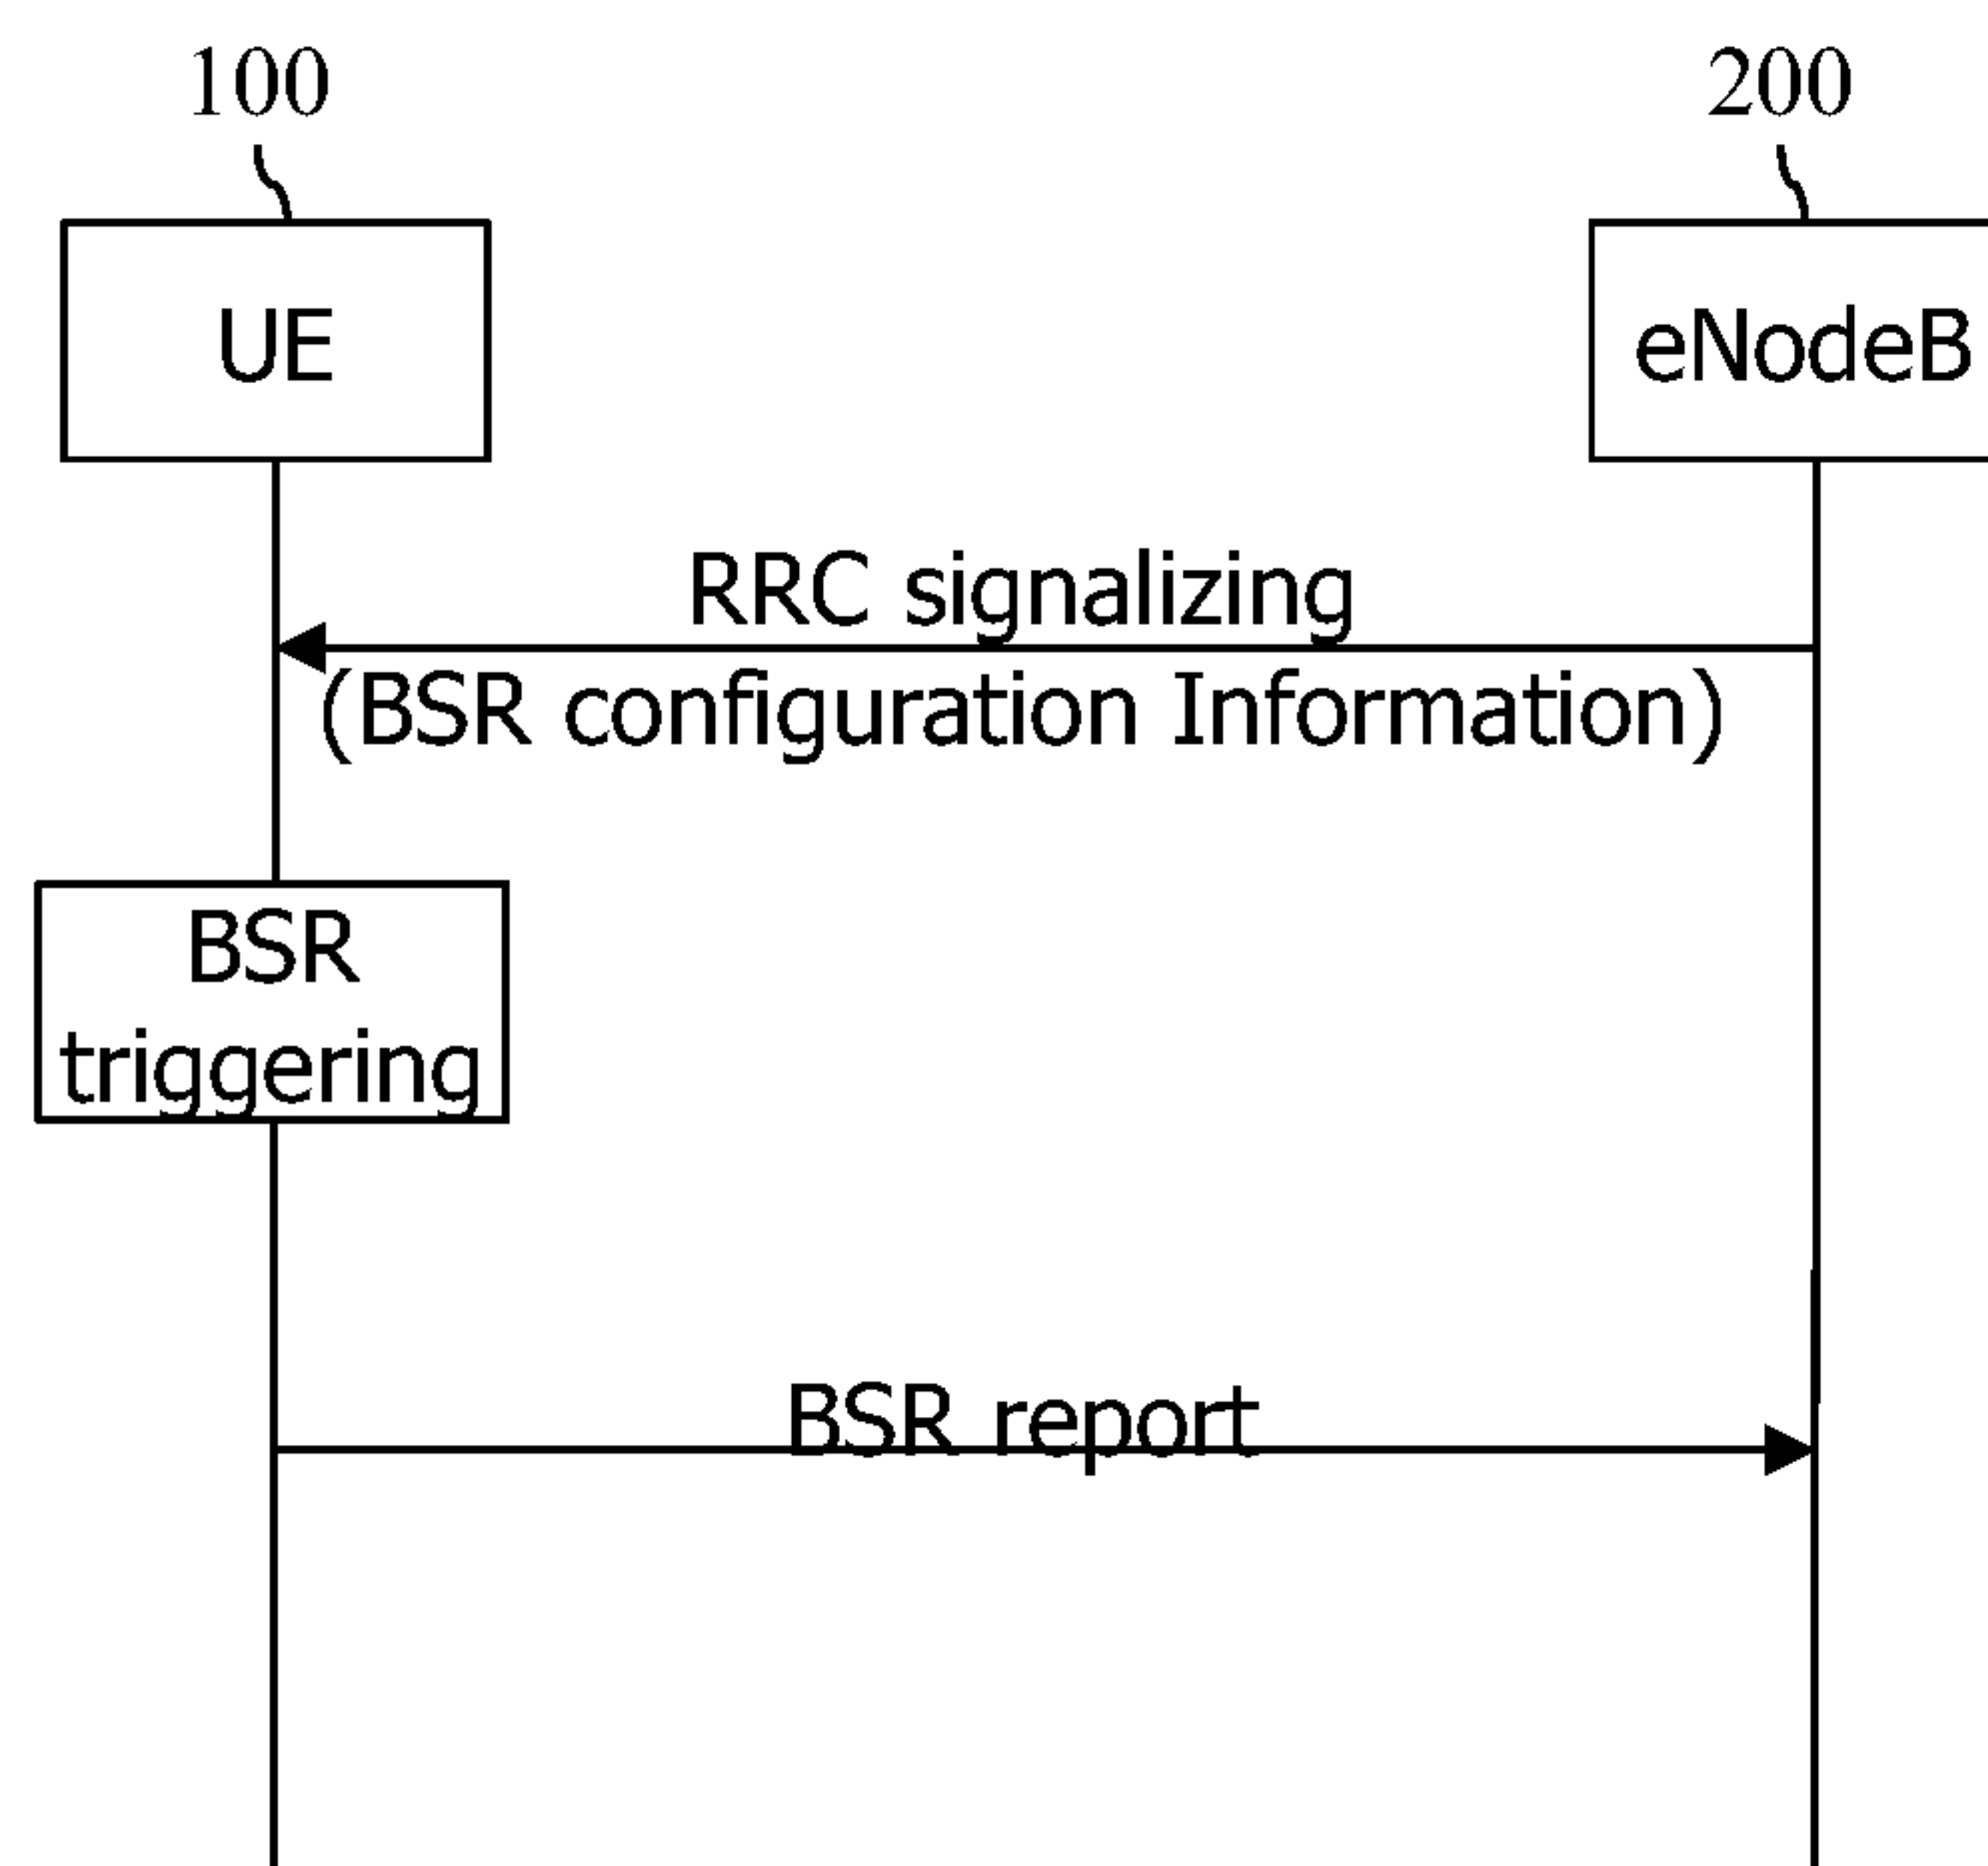 100
200
UE
eNodeB
RRC signalizing
(BSR configuration Information)
BSR
triggering
BSR report